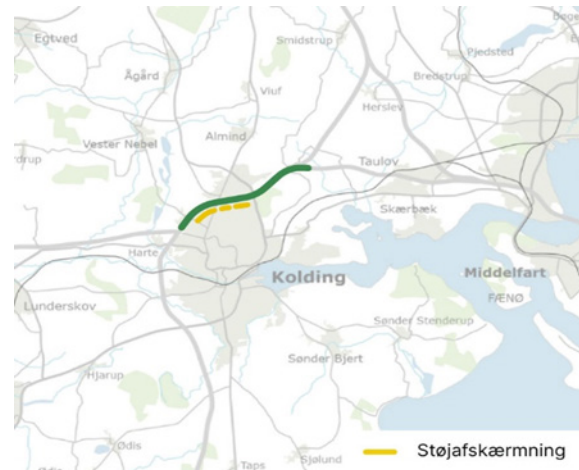 Egtved
Smidstrup
Pjedsted
Ågård
Viuf
Bredstrup
Herslev
Vester Nebel
Almind
drup
Taulov
Skærbæk
Harte
Kolding
Middelfart
FÆNØ
Lunderskov
Sønder Stenderup
Sønder Bjert
Hjarup
Ødis
Taps
Sjølund
Støjafskærmning